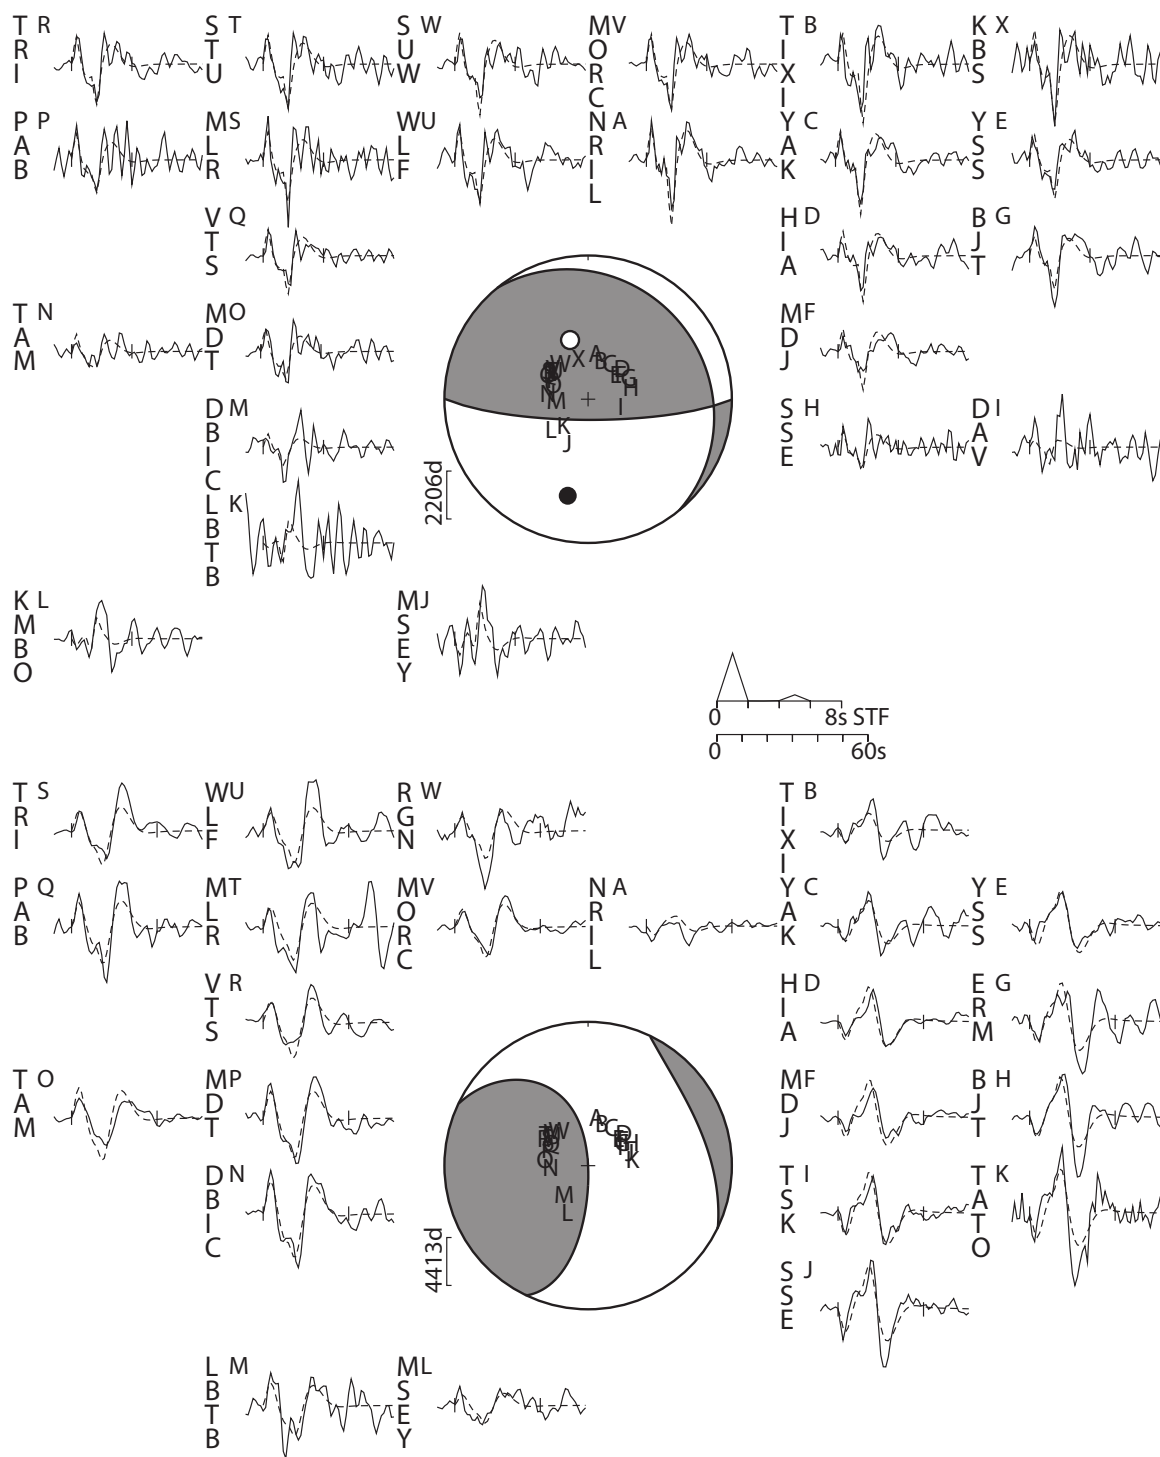 TRI R
STU T
SUW W
MORC V
TIXI B
KBS X
PAB P
MLR S
WLF U
NRIL A
YAK C
YSS E
VTS Q
HIA D
BJT G
TAM N
MDT O
MDJ F
DBIC M
SSE H
DAV I
LBTB K
KMBO L
MSEY J
W X A B C D E G H I
N M L K J
2206d
0 8s STF
0 60s
TRI S
WLF U
RGN W
TIXI B
PAB Q
MLR T
MORC V
NRIL A
YAK C
YSS E
VTS R
HIA D
ERM G
TAM O
MDT P
MDJ F
BJT H
DBIC N
TSK I
TATO K
SSE J
A B C D H J K
W Q O N M L
4413d
LBTB M
MSEY L